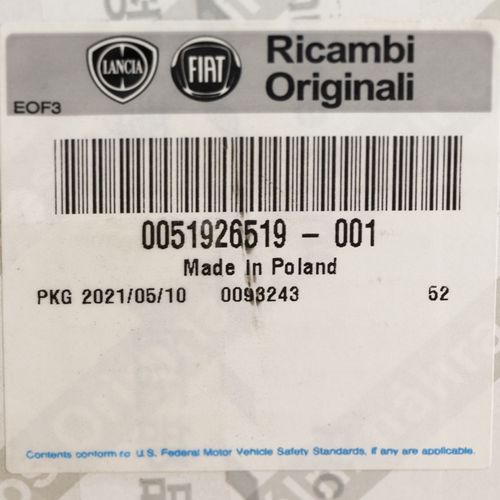 LANCIA FIAT Ricambi
Originali
EOF3
0051926519 - 001
Made in Poland
PKG 2021/05/10 0093243 52
Contents conform to U.S. Federal Motor Vehicle Safety Standards, if any are applicable.